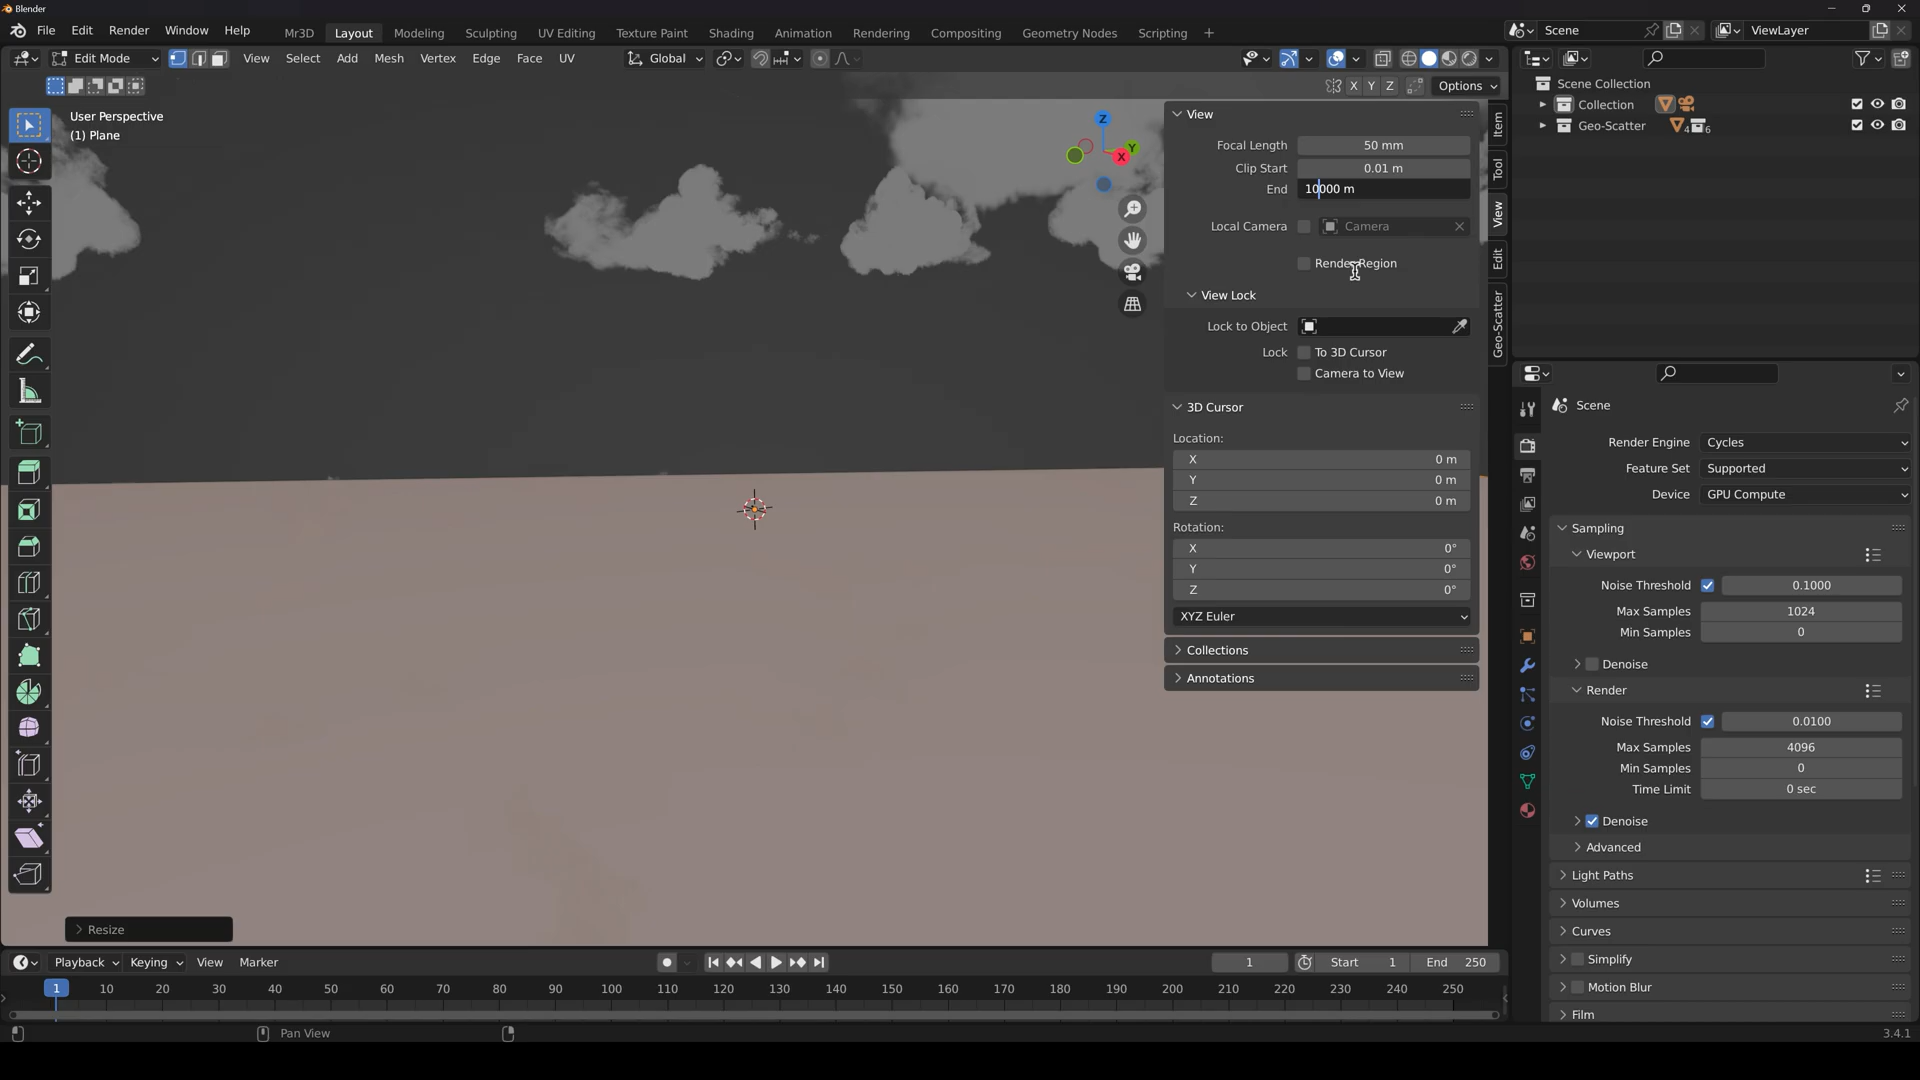 Blender
File Edit Render Window Help Mr3D Layout Modeling Sculpting UV Editing Texture Paint Shading Animation Rendering Compositing Geometry Nodes Scripting + Scene ViewLayer
Edit Mode View Select Add Mesh Vertex Edge Face UV Global
X Y Z Options
User Perspective
(1) Plane
Z
Y
X
View
Focal Length 50 mm
Clip Start 0.01 m
End 10000 m
Local Camera Camera
Render Region
View Lock
Lock to Object
Lock To 3D Cursor
Camera to View
3D Cursor
Location:
X 0 m
Y 0 m
Z 0 m
Rotation:
X 0°
Y 0°
Z 0°
XYZ Euler
Collections
Annotations
Item
Tool
View
Edit
Geo-Scatter
Scene Collection
Collection
Geo-Scatter 4 6
Scene
Render Engine Cycles
Feature Set Supported
Device GPU Compute
Sampling
Viewport
Noise Threshold 0.1000
Max Samples 1024
Min Samples 0
Denoise
Render
Noise Threshold 0.0100
Max Samples 4096
Min Samples 0
Time Limit 0 sec
Denoise
Advanced
Light Paths
Volumes
Curves
Simplify
Motion Blur
Film
Resize
Playback Keying View Marker 1 Start 1 End 250
1 10 20 30 40 50 60 70 80 90 100 110 120 130 140 150 160 170 180 190 200 210 220 230 240 250
Pan View 3.4.1